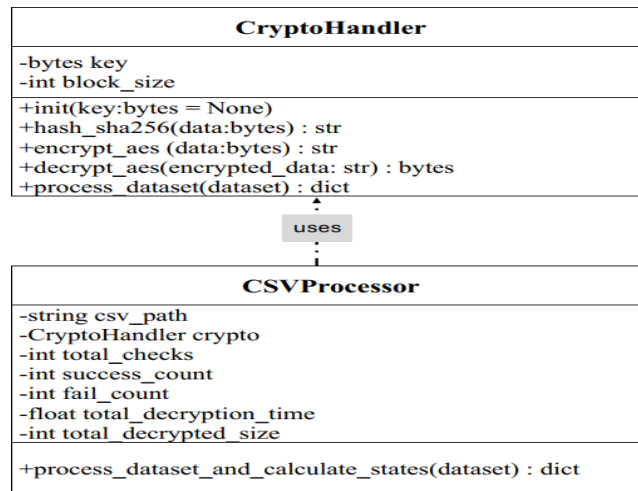 CryptoHandler
-bytes key
-int block_size
+init(key:bytes = None)
+hash_sha256(data:bytes) : str
+encrypt_aes (data:bytes) : str
+decrypt_aes(encrypted_data: str) : bytes
+process_dataset(dataset) : dict
uses
CSVProcessor
-string csv_path
-CryptoHandler crypto
-int total_checks
-int success_count
-int fail_count
-float total_decryption_time
-int total_decrypted_size
+process_dataset_and_calculate_states(dataset) : dict